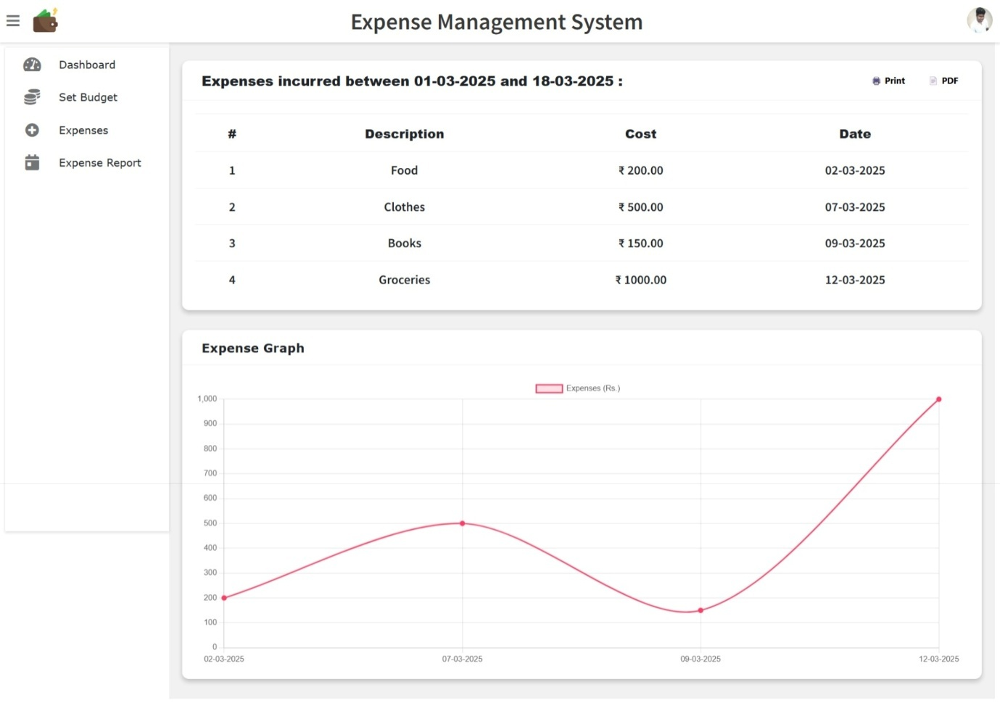 Expense Management System
Dashboard
Set Budget
Expenses
Expense Report
Expenses incurred between 01-03-2025 and 18-03-2025 :
Print PDF
# Description Cost Date
1 Food ₹ 200.00 02-03-2025
2 Clothes ₹ 500.00 07-03-2025
3 Books ₹ 150.00 09-03-2025
4 Groceries ₹ 1000.00 12-03-2025
Expense Graph
Expenses (Rs.)
1,000
900
800
700
600
500
400
300
200
100
0
02-03-2025 07-03-2025 09-03-2025 12-03-2025